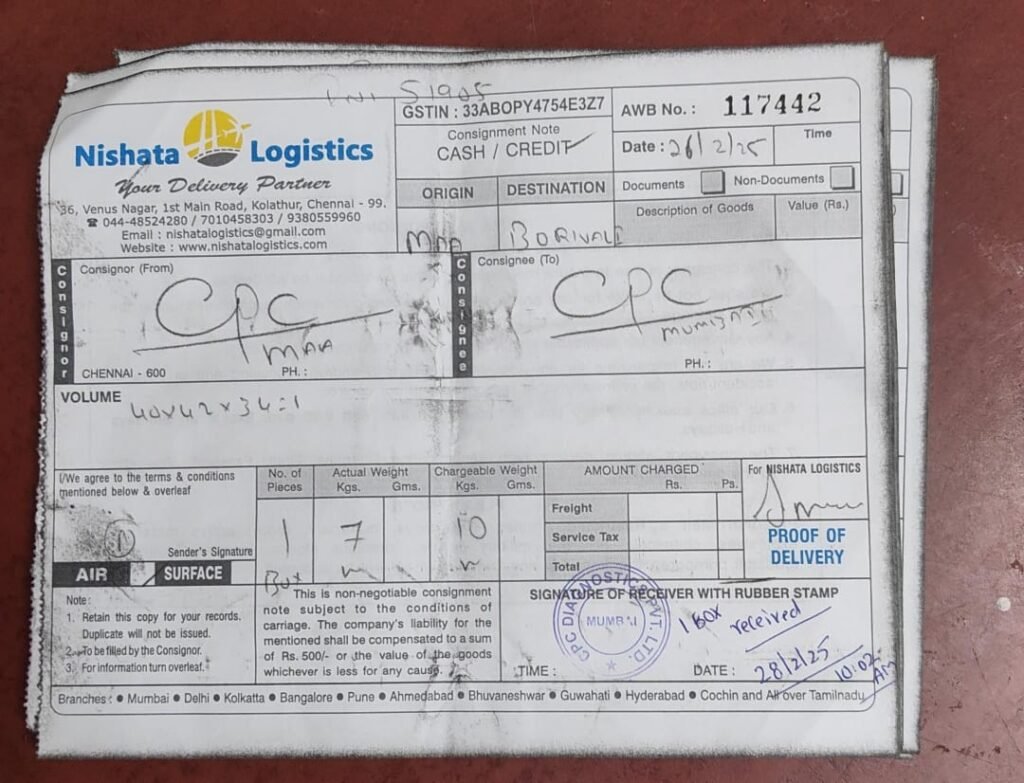 51905
Nishata Logistics
Your Delivery Partner
36, Venus Nagar, 1st Main Road, Kolathur, Chennai - 99.
☎ 044-48524280 / 7010458303 / 9380559960
Email : nishatalogistics@gmail.com
Website : www.nishatalogistics.com
GSTIN : 33ABOPY4754E3Z7
Consignment Note
CASH / CREDIT
AWB No. : 117442
Date : 26/2/25 Time
ORIGIN DESTINATION
MAA BORIVALI
Documents Non-Documents
Description of Goods Value (Rs.)
Consignor
Consignor (From)
CPC
MAA
CHENNAI - 600 PH. :
Consignee
Consignee (To)
CPC
MUMBAI
PH. :
VOLUME
40x42x34=1
I/We agree to the terms & conditions
mentioned below & overleaf
Sender's Signature
AIR SURFACE
No. of Pieces
1
Box
Actual Weight
Kgs. Gms.
7
Chargeable Weight
Kgs. Gms.
10
AMOUNT CHARGED
Rs. Ps.
Freight
Service Tax
Total
For NISHATA LOGISTICS
PROOF OF
DELIVERY
Note :
1. Retain this copy for your records.
Duplicate will not be issued.
2. To be filled by the Consignor.
3. For information turn overleaf.
This is non-negotiable consignment
note subject to the conditions of
carriage. The company's liability for
the mentioned shall be compensated to a sum
of Rs. 500/- or the value of the goods
whichever is less for any cause.
SIGNATURE OF RECEIVER WITH RUBBER STAMP
CPC DIAGNOSTICS PVT. LTD.
MUMBAI
1 BOX received
TIME : DATE : 28/2/25
10:02 AM
Branches : ● Mumbai ● Delhi ● Kolkatta ● Bangalore ● Pune ● Ahmedabad ● Bhuvaneshwar ● Guwahati ● Hyderabad ● Cochin and All over Tamilnadu